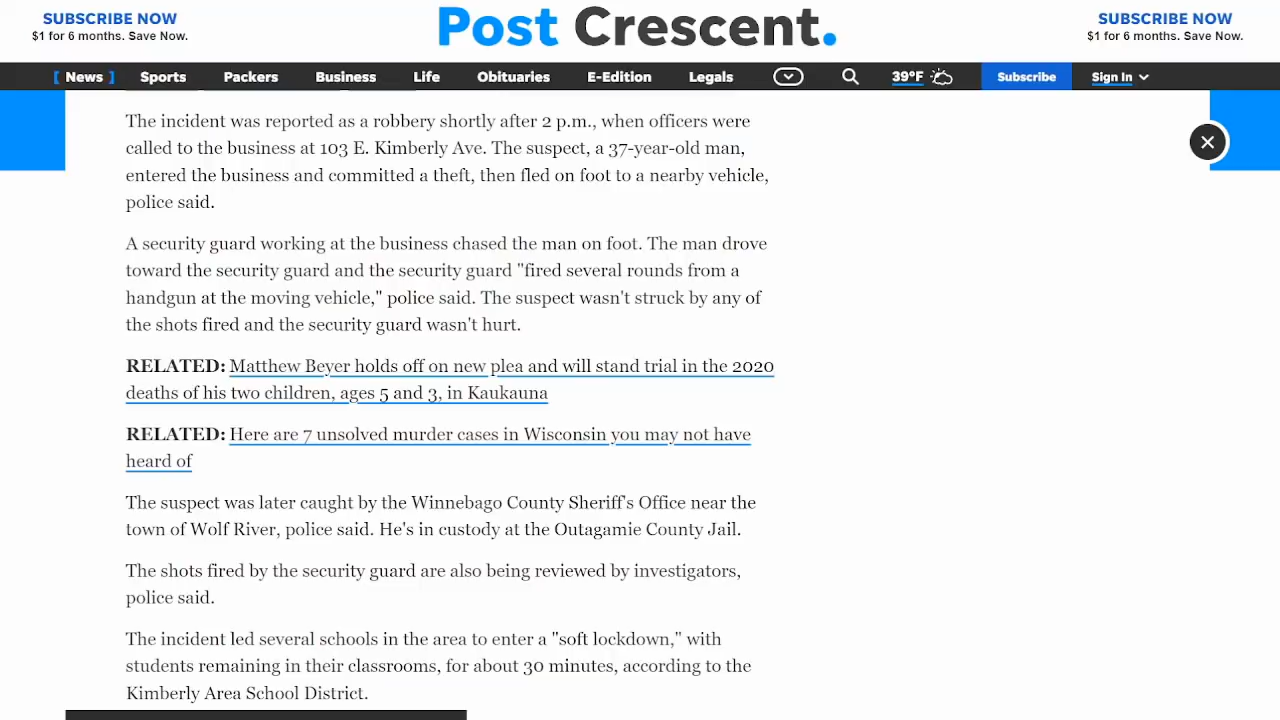 SUBSCRIBE NOW
$1 for 6 months. Save Now.
Post Crescent.
SUBSCRIBE NOW
$1 for 6 months. Save Now.
[ News ] Sports Packers Business Life Obituaries E-Edition Legals 39°F Subscribe Sign In
The incident was reported as a robbery shortly after 2 p.m., when officers were
called to the business at 103 E. Kimberly Ave. The suspect, a 37-year-old man,
entered the business and committed a theft, then fled on foot to a nearby vehicle,
police said.
A security guard working at the business chased the man on foot. The man drove
toward the security guard and the security guard "fired several rounds from a
handgun at the moving vehicle," police said. The suspect wasn't struck by any of
the shots fired and the security guard wasn't hurt.
RELATED: Matthew Beyer holds off on new plea and will stand trial in the 2020
deaths of his two children, ages 5 and 3, in Kaukauna
RELATED: Here are 7 unsolved murder cases in Wisconsin you may not have
heard of
The suspect was later caught by the Winnebago County Sheriff's Office near the
town of Wolf River, police said. He's in custody at the Outagamie County Jail.
The shots fired by the security guard are also being reviewed by investigators,
police said.
The incident led several schools in the area to enter a "soft lockdown," with
students remaining in their classrooms, for about 30 minutes, according to the
Kimberly Area School District.